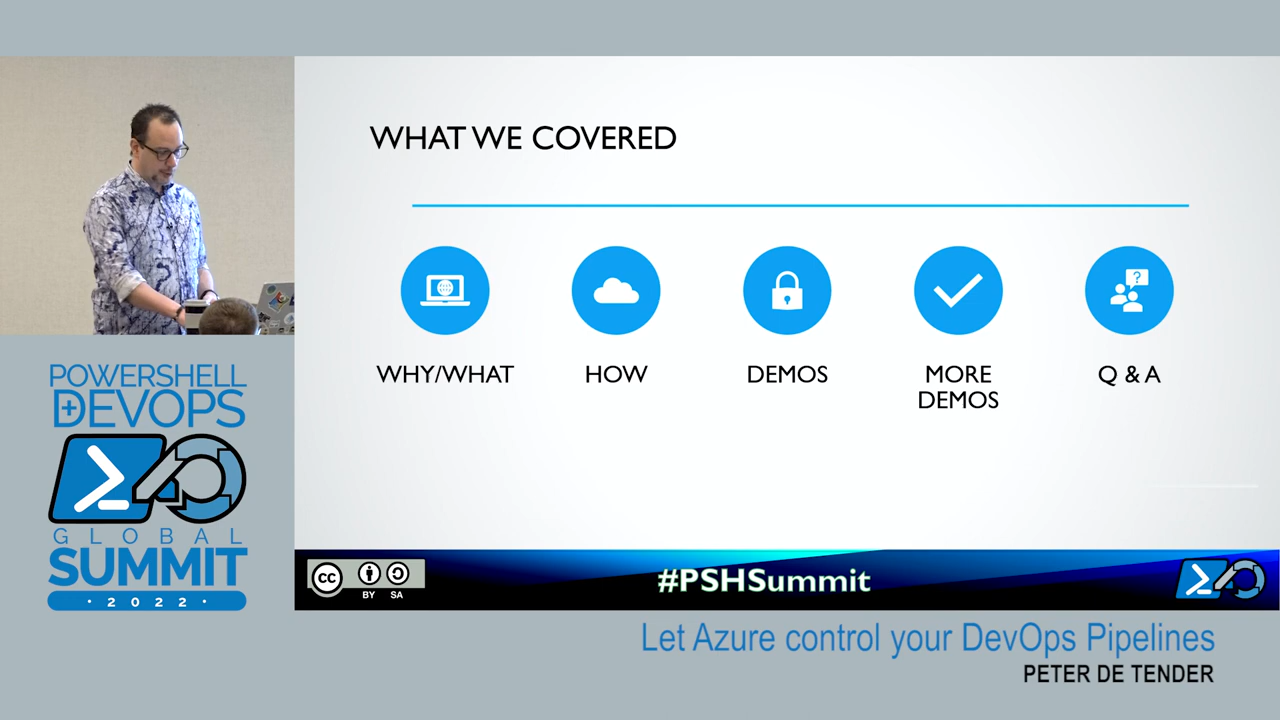 WHAT WE COVERED
WHY/WHAT
HOW
DEMOS
MORE
DEMOS
?
Q & A
POWERSHELL
+DEVOPS
GLOBAL
SUMMIT
· 2022 ·
cc
BY SA
#PSHSummit
Let Azure control your DevOps Pipelines
PETER DE TENDER